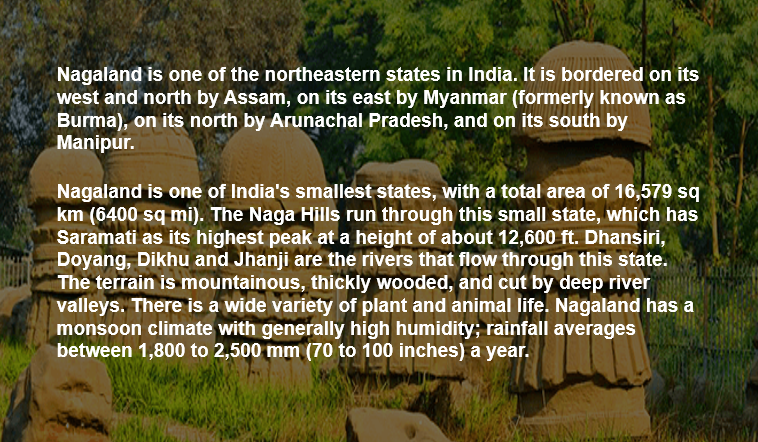 Nagaland is one of the northeastern states in India. It is bordered on its
west and north by Assam, on its east by Myanmar (formerly known as
Burma), on its north by Arunachal Pradesh, and on its south by
Manipur.
Nagaland is one of India's smallest states, with a total area of 16,579 sq
km (6400 sq mi). The Naga Hills run through this small state, which has
Saramati as its highest peak at a height of about 12,600 ft. Dhansiri,
Doyang, Dikhu and Jhanji are the rivers that flow through this state.
The terrain is mountainous, thickly wooded, and cut by deep river
valleys. There is a wide variety of plant and animal life. Nagaland has a
monsoon climate with generally high humidity; rainfall averages
between 1,800 to 2,500 mm (70 to 100 inches) a year.